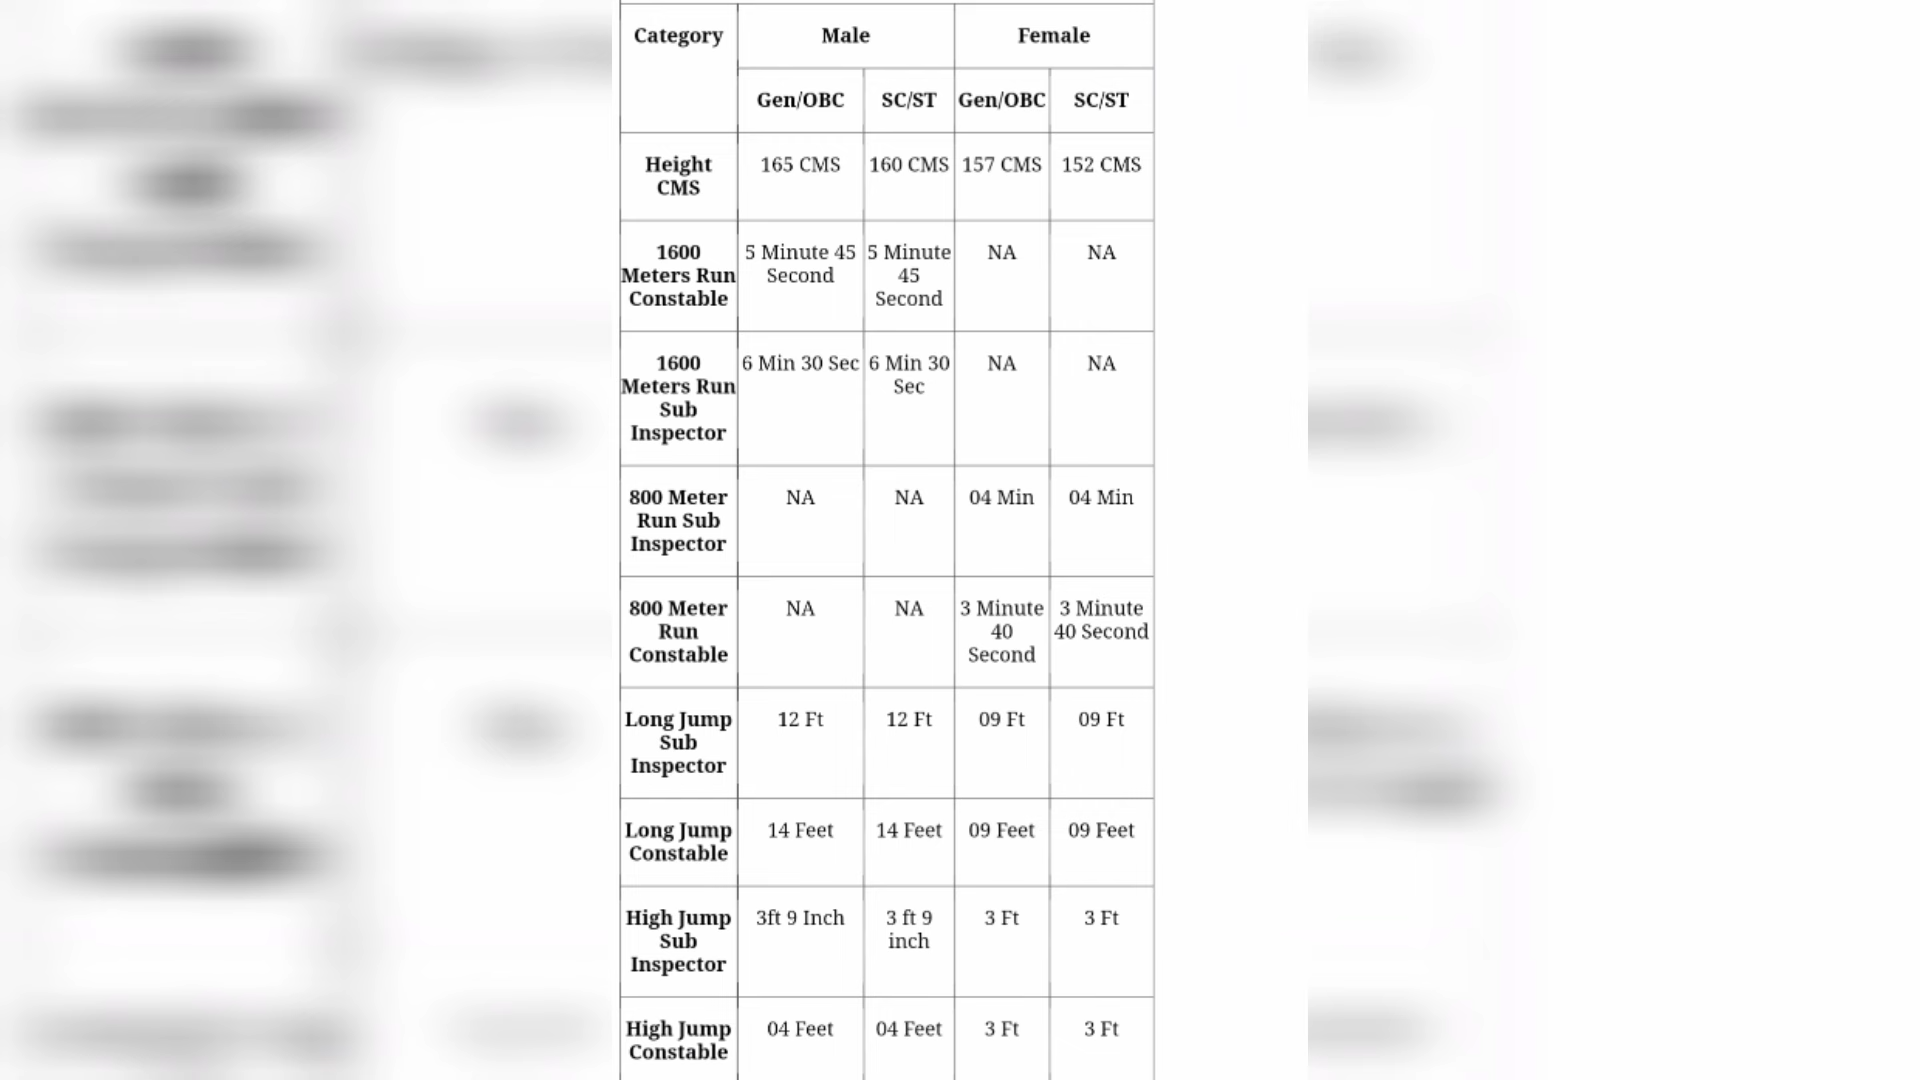 Category Male Female
Gen/OBC SC/ST Gen/OBC SC/ST
Height CMS 165 CMS 160 CMS 157 CMS 152 CMS
1600 Meters Run Constable 5 Minute 45 Second 5 Minute 45 Second NA NA
1600 Meters Run Sub Inspector 6 Min 30 Sec 6 Min 30 Sec NA NA
800 Meter Run Sub Inspector NA NA 04 Min 04 Min
800 Meter Run Constable NA NA 3 Minute 40 Second 3 Minute 40 Second
Long Jump Sub Inspector 12 Ft 12 Ft 09 Ft 09 Ft
Long Jump Constable 14 Feet 14 Feet 09 Feet 09 Feet
High Jump Sub Inspector 3ft 9 Inch 3 ft 9 inch 3 Ft 3 Ft
High Jump Constable 04 Feet 04 Feet 3 Ft 3 Ft